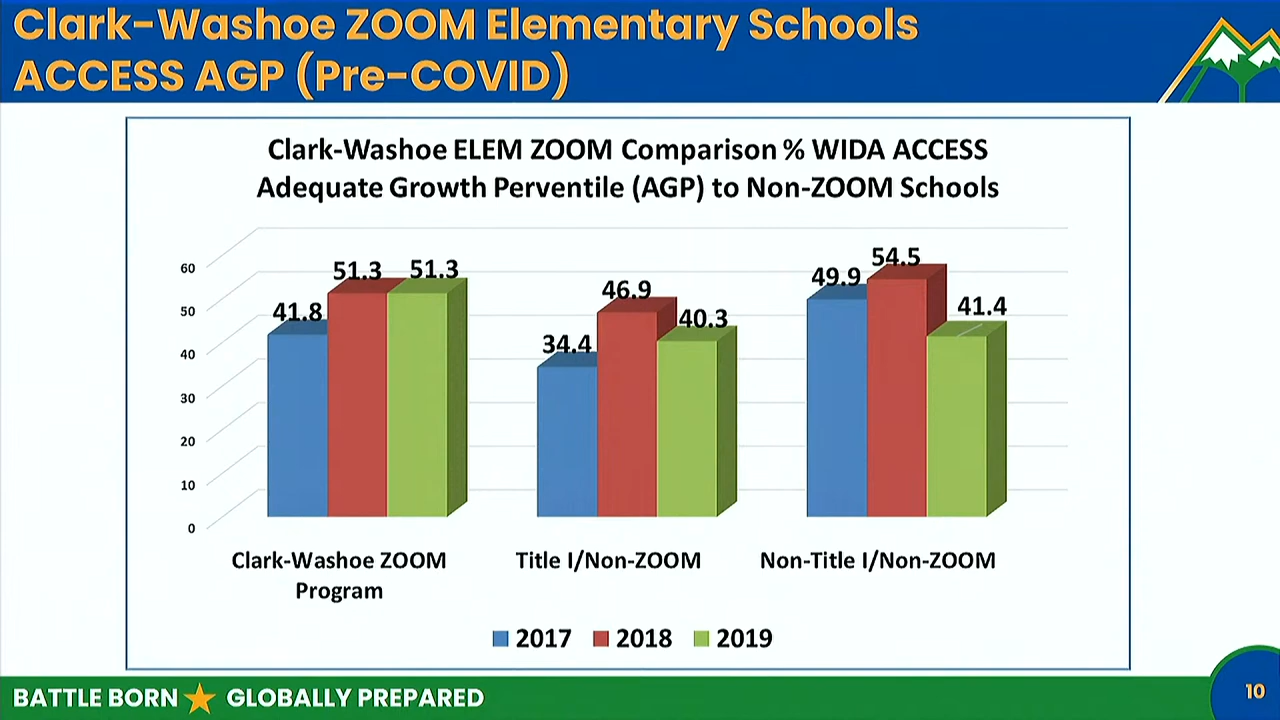 Clark-Washoe ZOOM Elementary Schools
ACCESS AGP (Pre-COVID)
Clark-Washoe ELEM ZOOM Comparison % WIDA ACCESS
Adequate Growth Perventile (AGP) to Non-ZOOM Schools
60
50
40
30
20
10
0
41.8
51.3
51.3
34.4
46.9
40.3
49.9
54.5
41.4
Clark-Washoe ZOOM
Program
Title I/Non-ZOOM
Non-Title I/Non-ZOOM
2017 2018 2019
BATTLE BORN GLOBALLY PREPARED
10